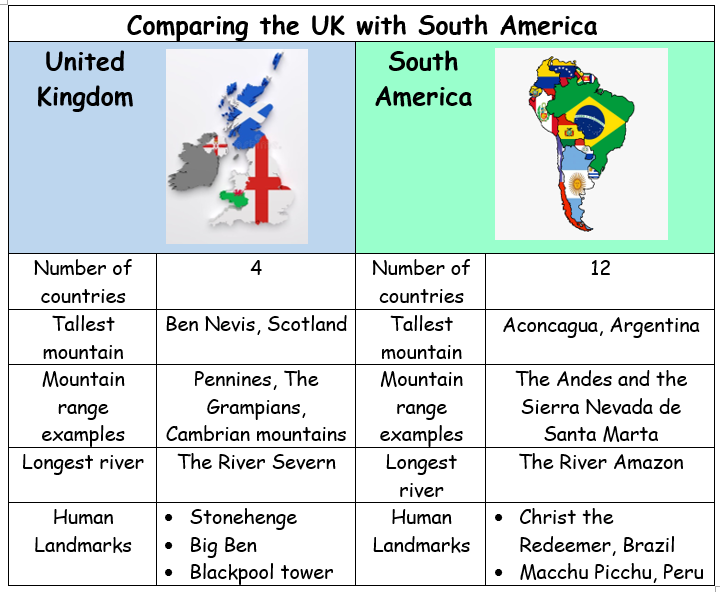 Comparing the UK with South America
United
Kingdom
South
America
Number of
countries
4
Number of
countries
12
Tallest
mountain
Ben Nevis, Scotland
Tallest
mountain
Aconcagua, Argentina
Mountain
range
examples
Pennines, The
Grampians,
Cambrian mountains
Mountain
range
examples
The Andes and the
Sierra Nevada de
Santa Marta
Longest river
The River Severn
Longest
river
The River Amazon
Human
Landmarks
• Stonehenge
• Big Ben
• Blackpool tower
Human
Landmarks
• Christ the
Redeemer, Brazil
• Macchu Picchu, Peru